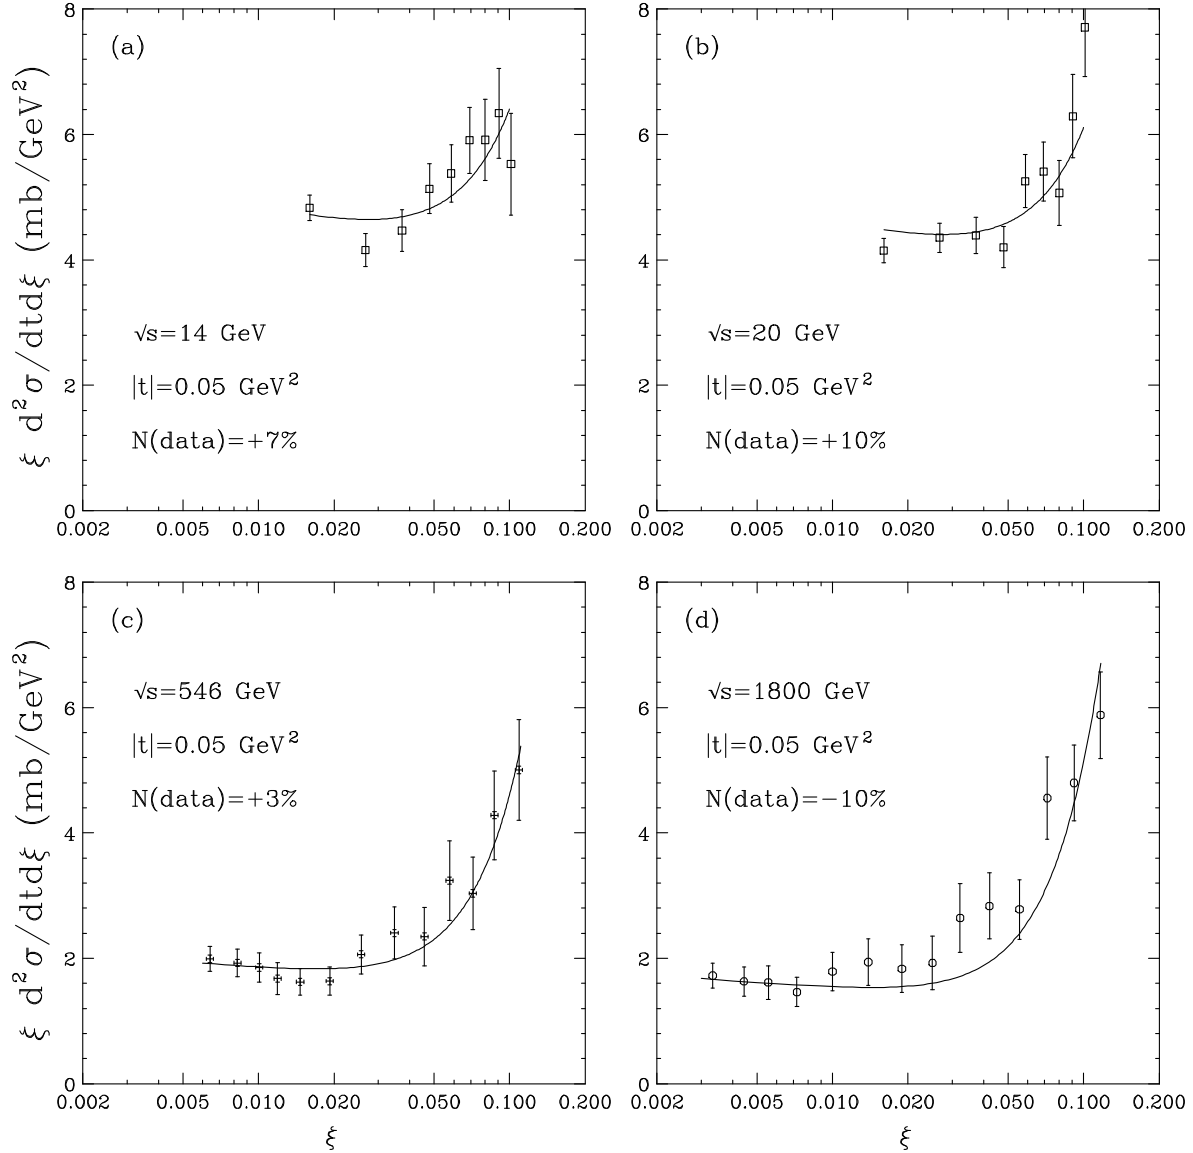 (a)
ξ d²σ/dtdξ (mb/GeV²)
8
6
4
2
0
√s=14 GeV
|t|=0.05 GeV²
N(data)=+7%
0.002 0.005 0.010 0.020 0.050 0.100 0.200
(b)
8
6
4
2
0
√s=20 GeV
|t|=0.05 GeV²
N(data)=+10%
0.002 0.005 0.010 0.020 0.050 0.100 0.200
(c)
ξ d²σ/dtdξ (mb/GeV²)
8
6
4
2
0
√s=546 GeV
|t|=0.05 GeV²
N(data)=+3%
0.002 0.005 0.010 0.020 0.050 0.100 0.200
ξ
(d)
8
6
4
2
0
√s=1800 GeV
|t|=0.05 GeV²
N(data)=−10%
0.002 0.005 0.010 0.020 0.050 0.100 0.200
ξ